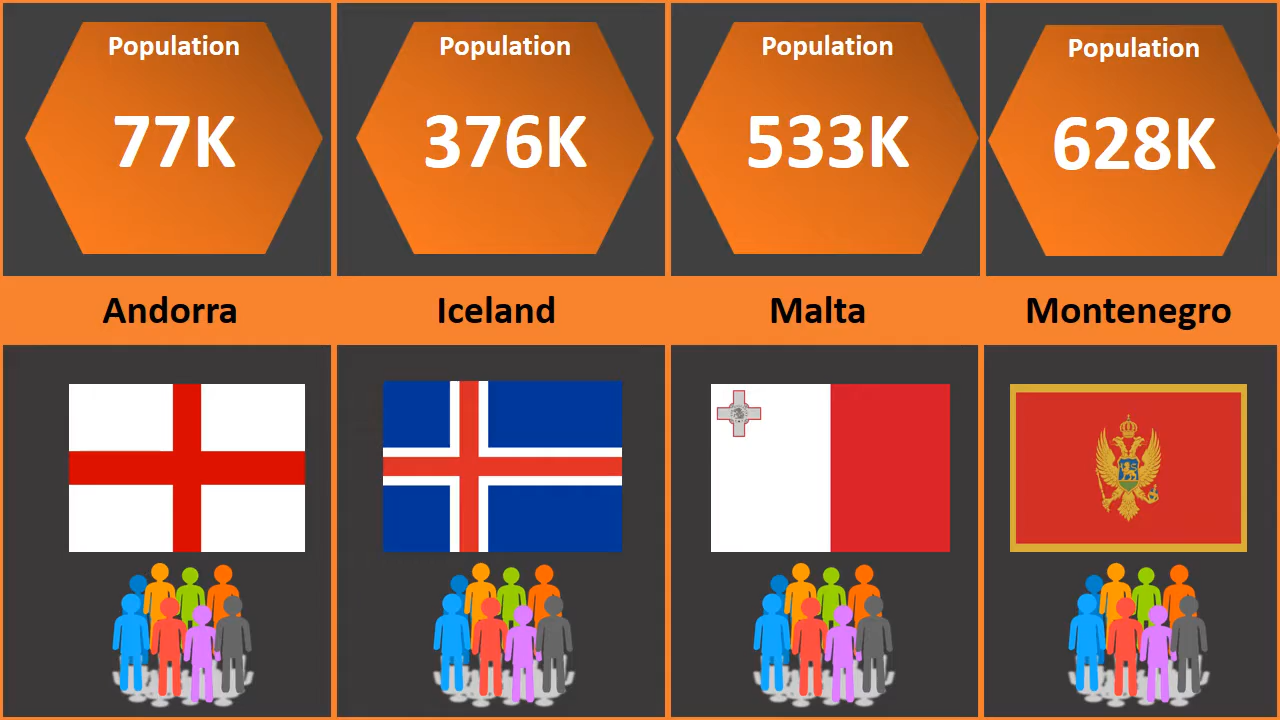 Population
77K
Population
376K
Population
533K
Population
628K
Andorra
Iceland
Malta
Montenegro